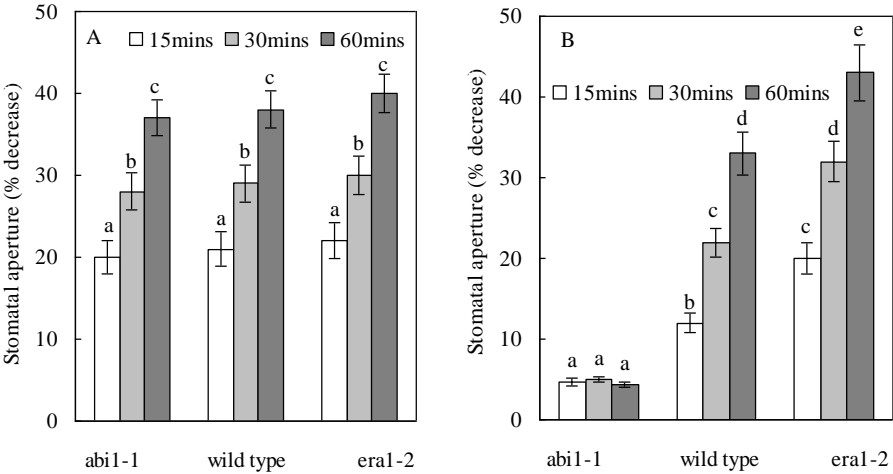 A
15mins 30mins 60mins
Stomatal aperture (% decrease)
50
40
30
20
10
0
a b c
a b c
a b c
abi1-1 wild type era1-2
B
15mins 30mins 60mins
Stomatal aperture (% decrease)
50
40
30
20
10
0
a a a
b c d
c d e
abi1-1 wild type era1-2